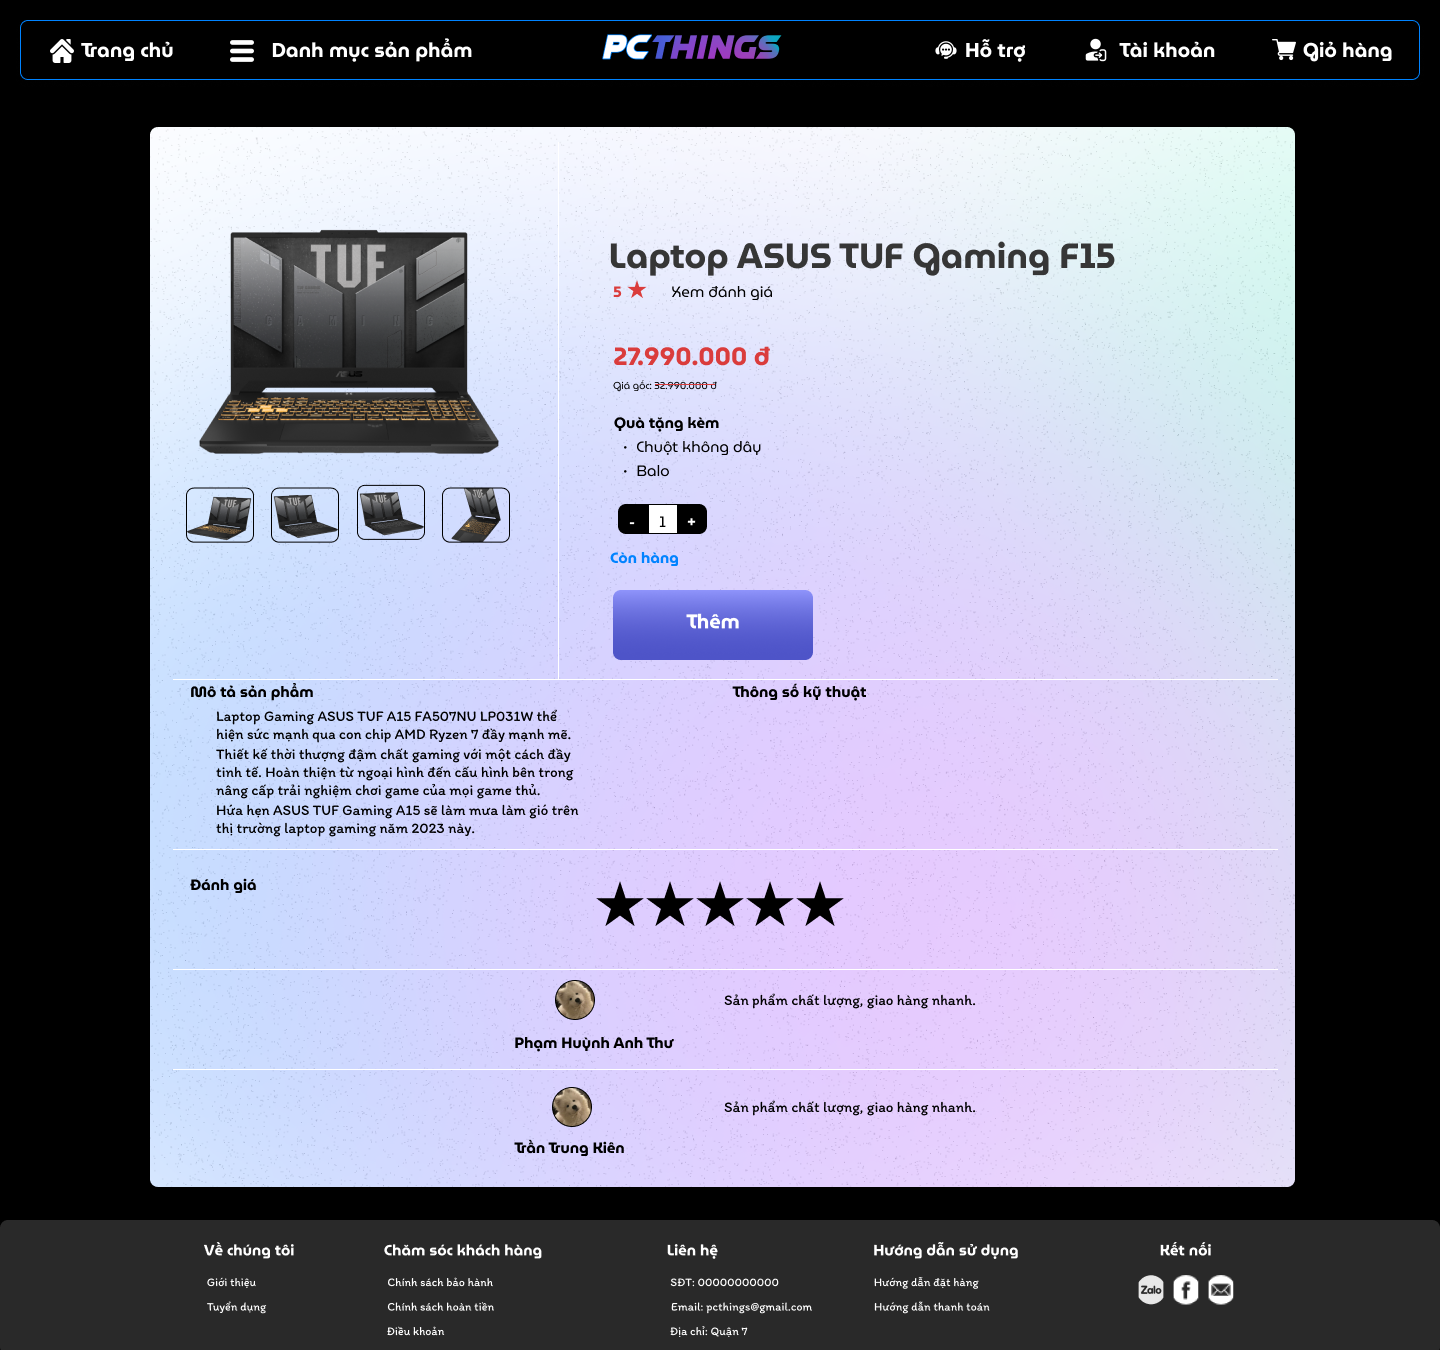 Trang chủ
Danh mục sản phẩm
PCTHINGS
Hỗ trợ
Tài khoản
Giỏ hàng
TUF
Laptop ASUS TUF Gaming F15
5 ★ Xem đánh giá
27.990.000 đ
Giá gốc: 32.990.000 đ
Quà tặng kèm
• Chuột không dây
• Balo
- 1 +
Còn hàng
Thêm
Mô tả sản phẩm
Laptop Gaming ASUS TUF A15 FA507NU LP031W thể
hiện sức mạnh qua con chip AMD Ryzen 7 đầy mạnh mẽ.
Thiết kế thời thượng đậm chất gaming với một cách đầy
tinh tế. Hoàn thiện từ ngoại hình đến cấu hình bên trong
nâng cấp trải nghiệm chơi game của mọi game thủ.
Hứa hẹn ASUS TUF Gaming A15 sẽ làm mưa làm gió trên
thị trường laptop gaming năm 2023 này.
Thông số kỹ thuật
Đánh giá
★★★★★
Sản phẩm chất lượng, giao hàng nhanh.
Phạm Huỳnh Anh Thư
Sản phẩm chất lượng, giao hàng nhanh.
Trần Trung Kiên
Về chúng tôi
Giới thiệu
Tuyển dụng
Chăm sóc khách hàng
Chính sách bảo hành
Chính sách hoàn tiền
Điều khoản
Liên hệ
SĐT: 00000000000
Email: pcthings@gmail.com
Địa chỉ: Quận 7
Hướng dẫn sử dụng
Hướng dẫn đặt hàng
Hướng dẫn thanh toán
Kết nối
Zalo